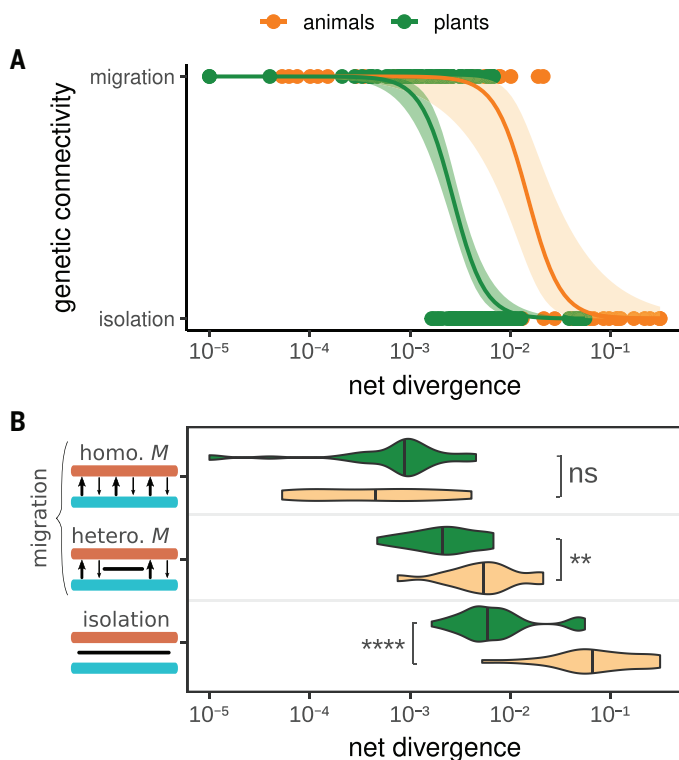 animals plants
A
migration
genetic connectivity
isolation
10⁻⁵ 10⁻⁴ 10⁻³ 10⁻² 10⁻¹
net divergence
B
homo. M
ns
migration
hetero. M
**
isolation
****
10⁻⁵ 10⁻⁴ 10⁻³ 10⁻² 10⁻¹
net divergence